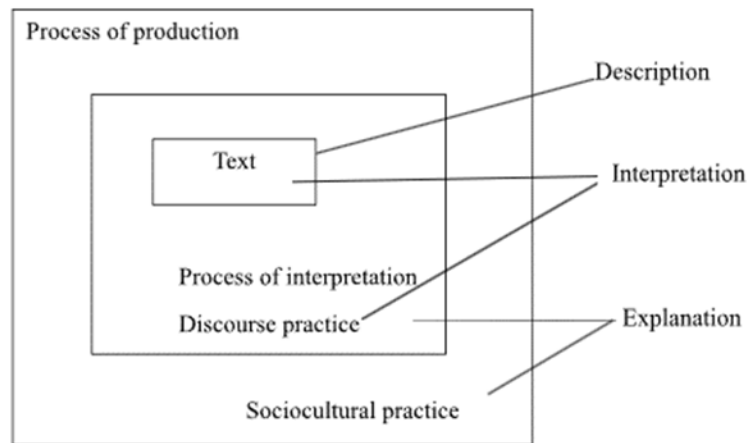 Process of production
Description
Text
Interpretation
Process of interpretation
Discourse practice
Explanation
Sociocultural practice